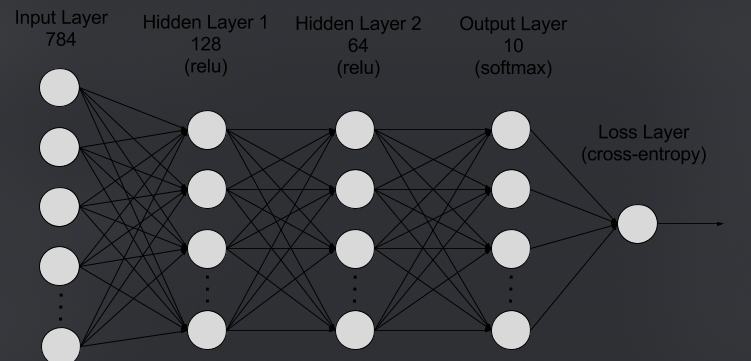 Input Layer
784
Hidden Layer 1
128
(relu)
Hidden Layer 2
64
(relu)
Output Layer
10
(softmax)
Loss Layer
(cross-entropy)